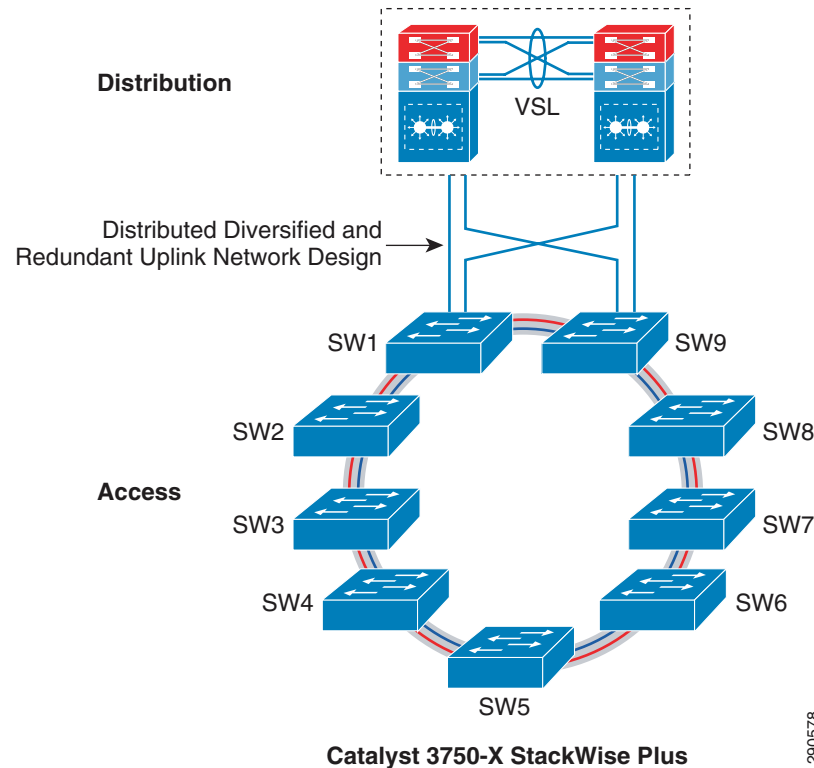 Distribution
VSL
Distributed Diversified and
Redundant Uplink Network Design
SW1
SW9
SW2
SW8
Access
SW3
SW7
SW4
SW6
SW5
Catalyst 3750-X StackWise Plus
290578